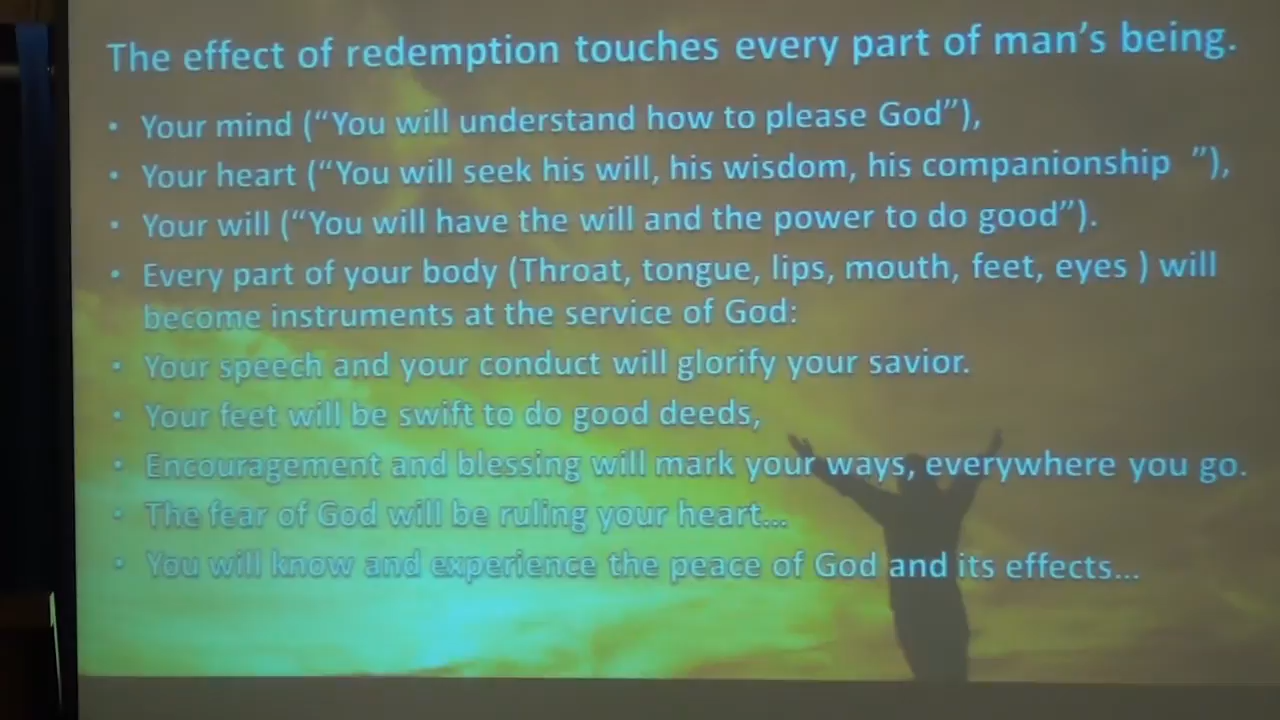 The effect of redemption touches every part of man's being.
• Your mind (“You will understand how to please God”),
• Your heart (“You will seek his will, his wisdom, his companionship ”),
• Your will (“You will have the will and the power to do good”).
• Every part of your body (Throat, tongue, lips, mouth, feet, eyes ) will
become instruments at the service of God:
• Your speech and your conduct will glorify your savior.
• Your feet will be swift to do good deeds,
• Encouragement and blessing will mark your ways, everywhere you go.
• The fear of God will be ruling your heart...
• You will know and experience the peace of God and its effects...